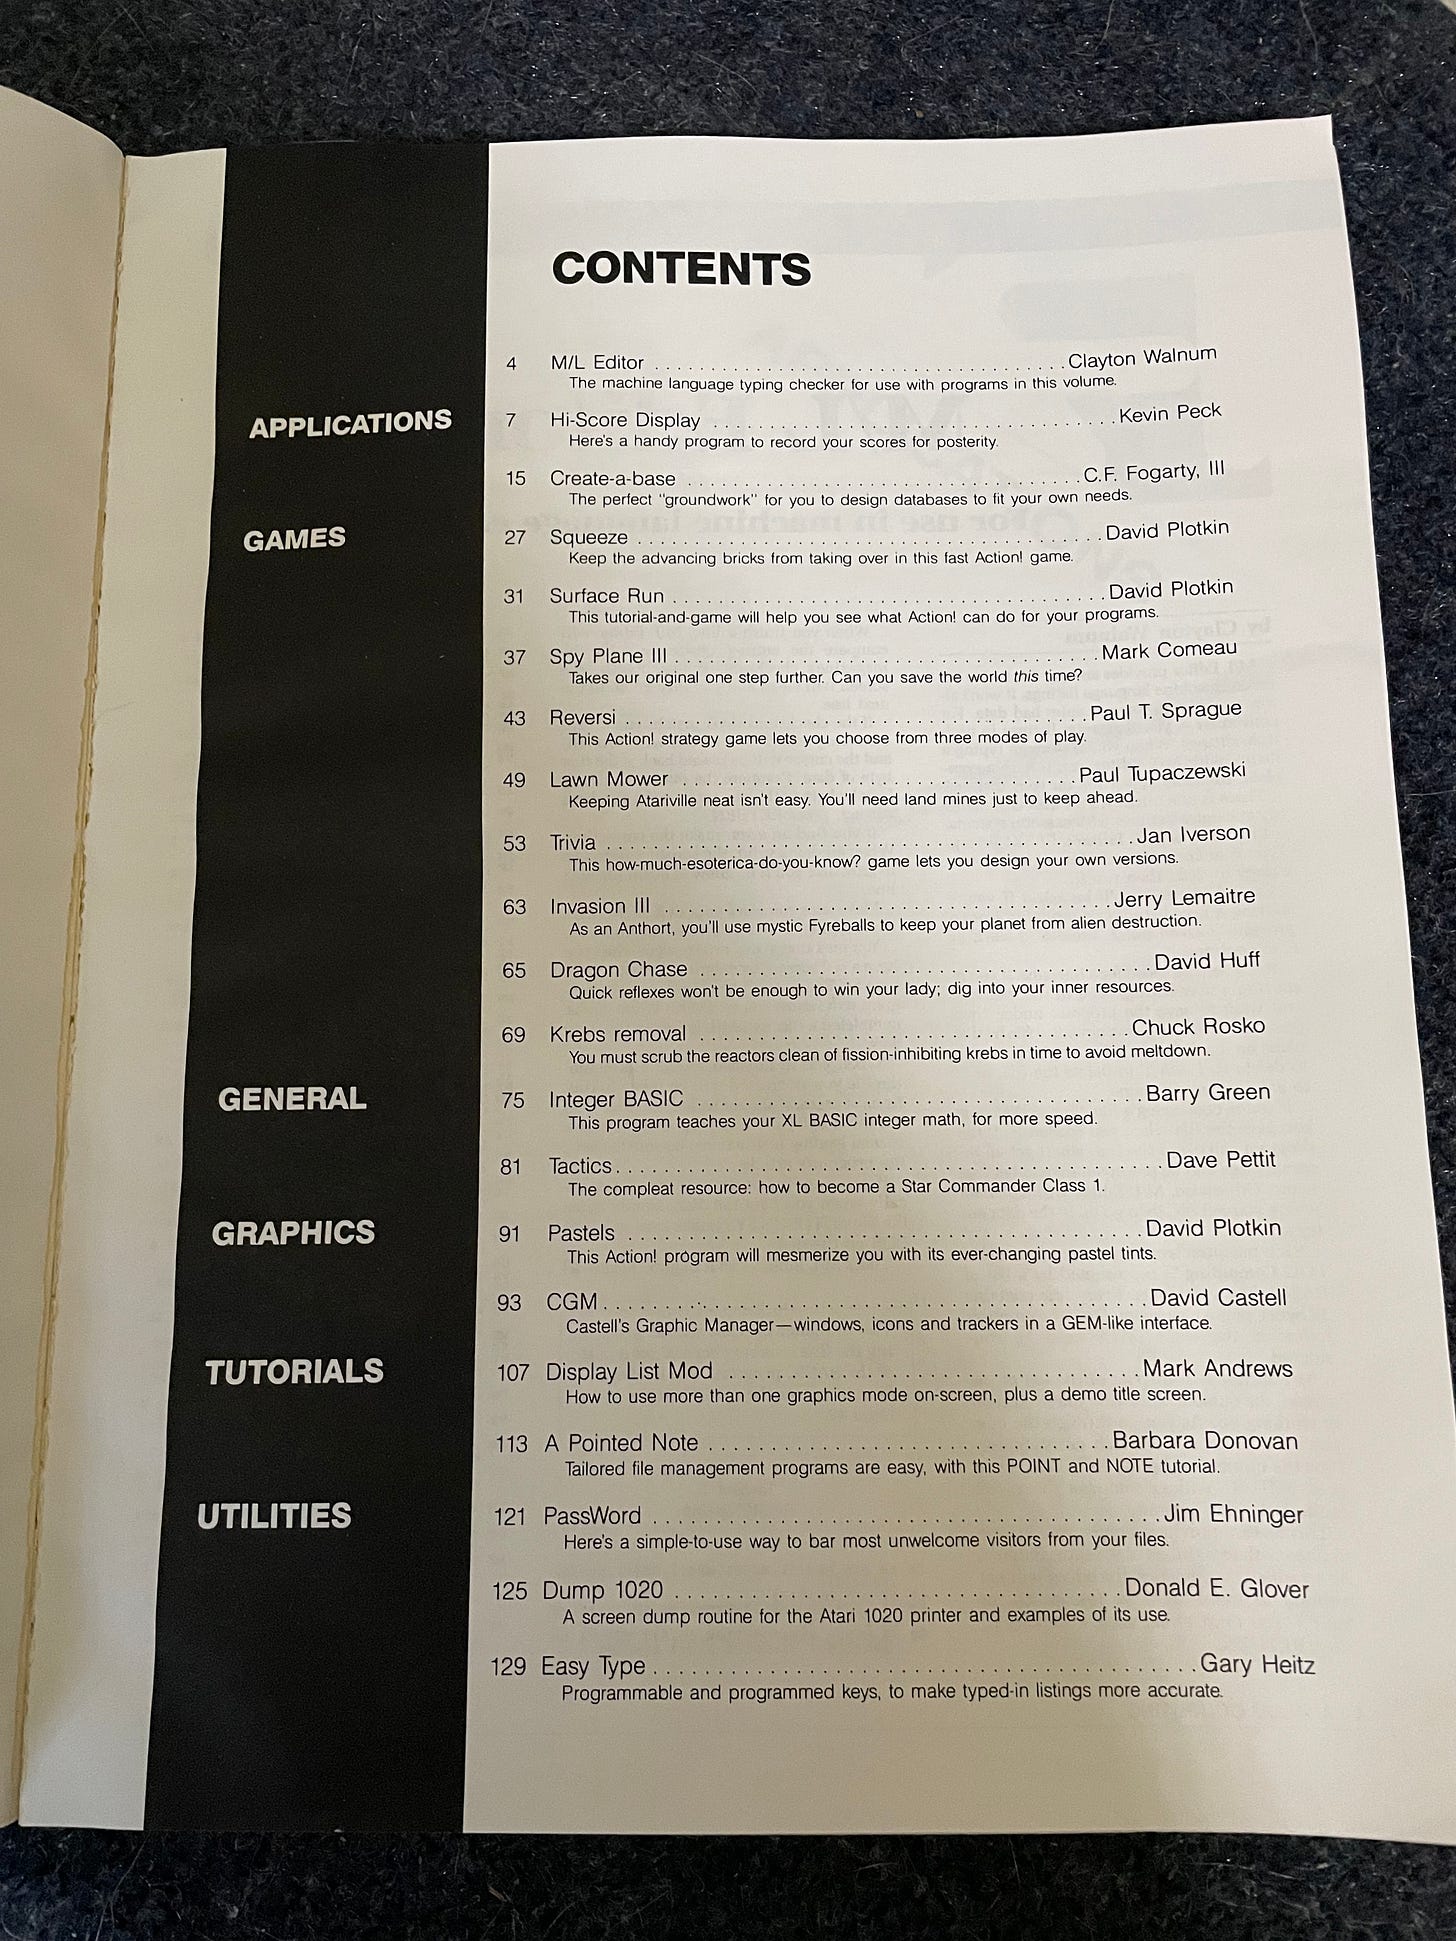 CONTENTS
4 M/L Editor ........ Clayton Walnum
The machine language typing checker for use with programs in this volume.
APPLICATIONS
7 Hi-Score Display ........ Kevin Peck
Here's a handy program to record your scores for posterity.
15 Create-a-base ........ C.F. Fogarty, III
The perfect "groundwork" for you to design databases to fit your own needs.
GAMES
27 Squeeze ........ David Plotkin
Keep the advancing bricks from taking over in this fast Action! game.
31 Surface Run ........ David Plotkin
This tutorial-and-game will help you see what Action! can do for your programs.
37 Spy Plane III ........ Mark Comeau
Takes our original one step further. Can you save the world this time?
43 Reversi ........ Paul T. Sprague
This Action! strategy game lets you choose from three modes of play.
49 Lawn Mower ........ Paul Tupaczewski
Keeping Atariville neat isn't easy. You'll need land mines just to keep ahead.
53 Trivia ........ Jan Iverson
This how-much-esoterica-do-you-know? game lets you design your own versions.
63 Invasion III ........ Jerry Lemaitre
As an Anthort, you'll use mystic Fyreballs to keep your planet from alien destruction.
65 Dragon Chase ........ David Huff
Quick reflexes won't be enough to win your lady; dig into your inner resources.
69 Krebs removal ........ Chuck Rosko
You must scrub the reactors clean of fission-inhibiting krebs in time to avoid meltdown.
GENERAL
75 Integer BASIC ........ Barry Green
This program teaches your XL BASIC integer math, for more speed.
81 Tactics ........ Dave Pettit
The compleat resource: how to become a Star Commander Class 1.
GRAPHICS
91 Pastels ........ David Plotkin
This Action! program will mesmerize you with its ever-changing pastel tints.
93 CGM ........ David Castell
Castell's Graphic Manager—windows, icons and trackers in a GEM-like interface.
TUTORIALS
107 Display List Mod ........ Mark Andrews
How to use more than one graphics mode on-screen, plus a demo title screen.
113 A Pointed Note ........ Barbara Donovan
Tailored file management programs are easy, with this POINT and NOTE tutorial.
UTILITIES
121 PassWord ........ Jim Ehninger
Here's a simple-to-use way to bar most unwelcome visitors from your files.
125 Dump 1020 ........ Donald E. Glover
A screen dump routine for the Atari 1020 printer and examples of its use.
129 Easy Type ........ Gary Heitz
Programmable and programmed keys, to make typed-in listings more accurate.